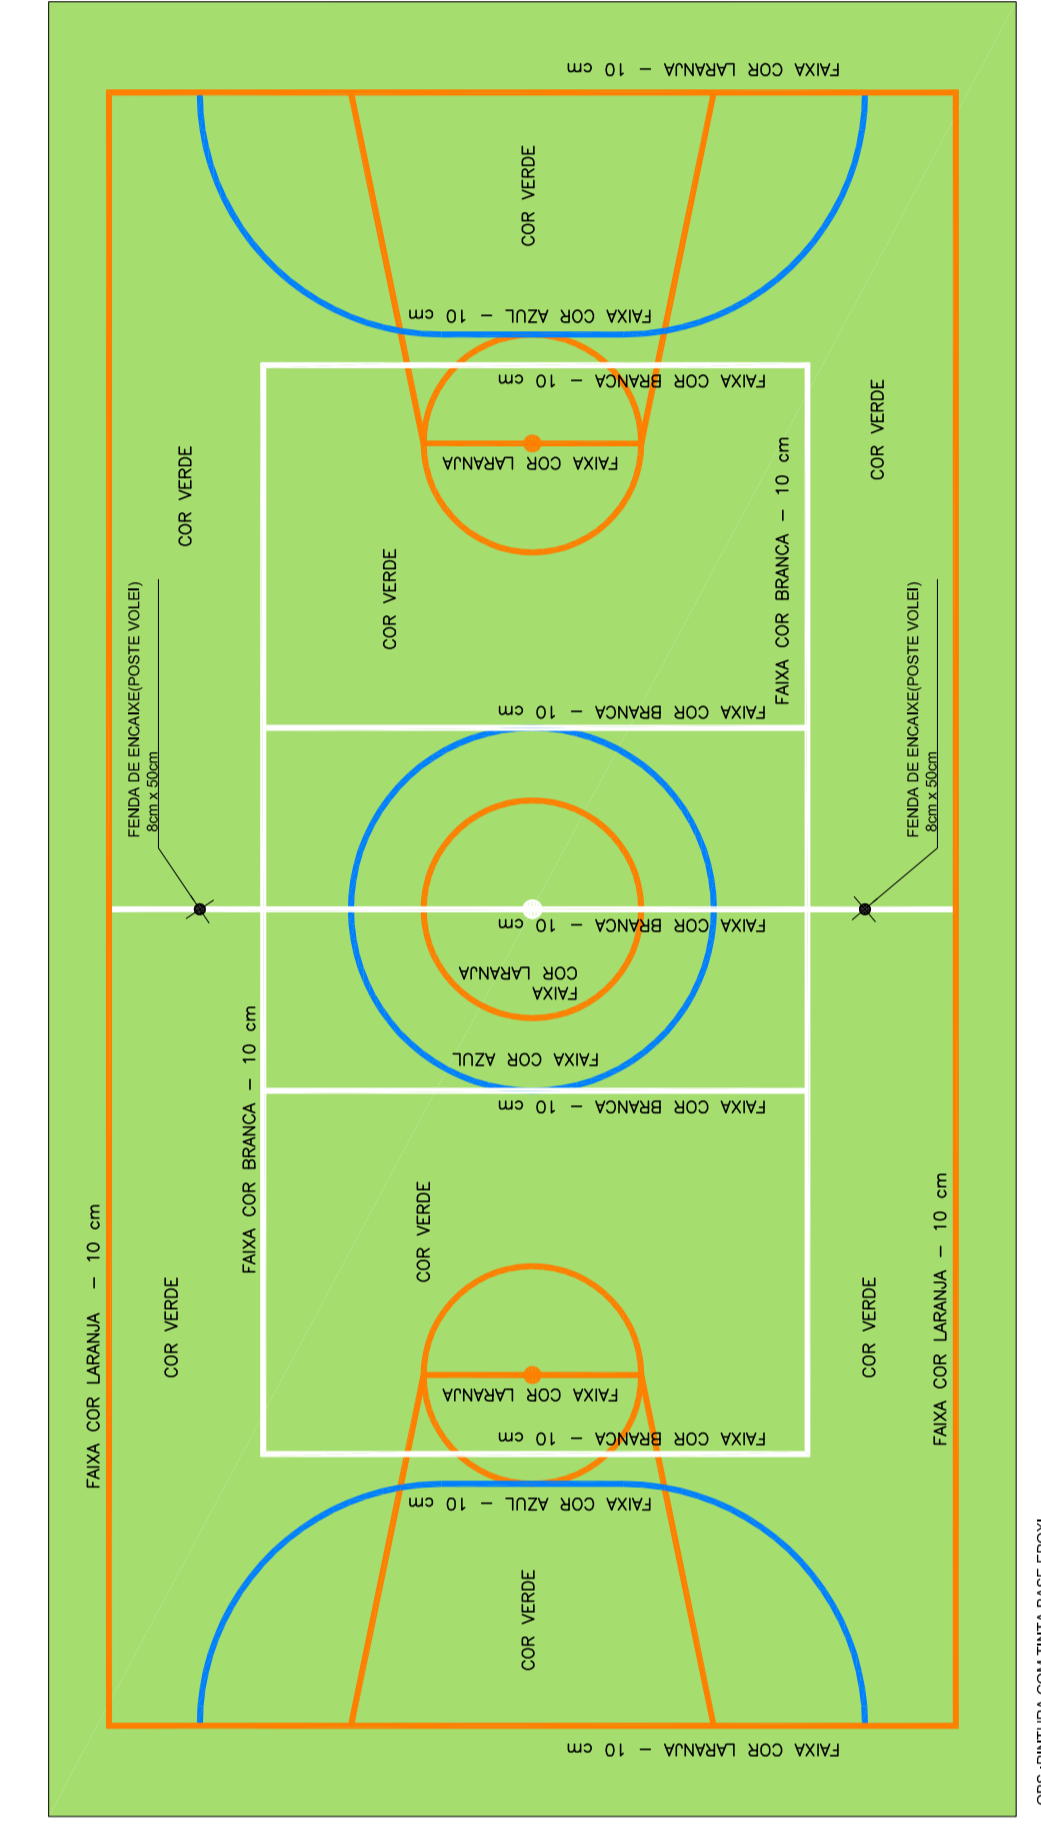 FAIXA COR LARANJA – 10 cm
COR VERDE
FAIXA COR AZUL – 10 cm
FAIXA COR BRANCA – 10 cm
COR VERDE
FAIXA COR LARANJA
COR VERDE
COR VERDE
FAIXA COR BRANCA – 10 cm
FENDA DE ENCAIXE(POSTE VOLEI)
8cm x 50cm
FENDA DE ENCAIXE(POSTE VOLEI)
8cm x 50cm
FAIXA COR BRANCA – 10 cm
FAIXA COR BRANCA – 10 cm
FAIXA
COR LARANJA
FAIXA COR AZUL
FAIXA COR BRANCA – 10 cm
FAIXA COR BRANCA – 10 cm
FAIXA COR LARANJA – 10 cm
COR VERDE
COR VERDE
COR VERDE
FAIXA COR LARANJA – 10 cm
FAIXA COR LARANJA
FAIXA COR BRANCA – 10 cm
FAIXA COR AZUL – 10 cm
COR VERDE
FAIXA COR LARANJA – 10 cm